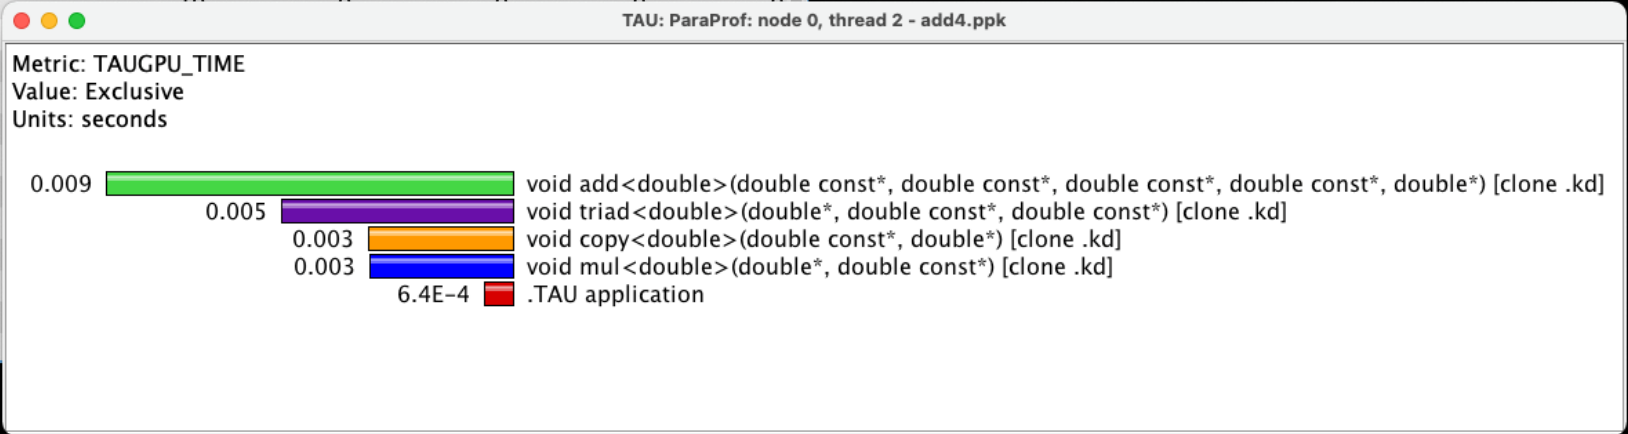 TAU: ParaProf: node 0, thread 2 - add4.ppk
Metric: TAUGPU_TIME
Value: Exclusive
Units: seconds
0.009 void add<double>(double const*, double const*, double const*, double const*, double*) [clone .kd]
0.005 void triad<double>(double*, double const*, double const*) [clone .kd]
0.003 void copy<double>(double const*, double*) [clone .kd]
0.003 void mul<double>(double*, double const*) [clone .kd]
6.4E-4 .TAU application